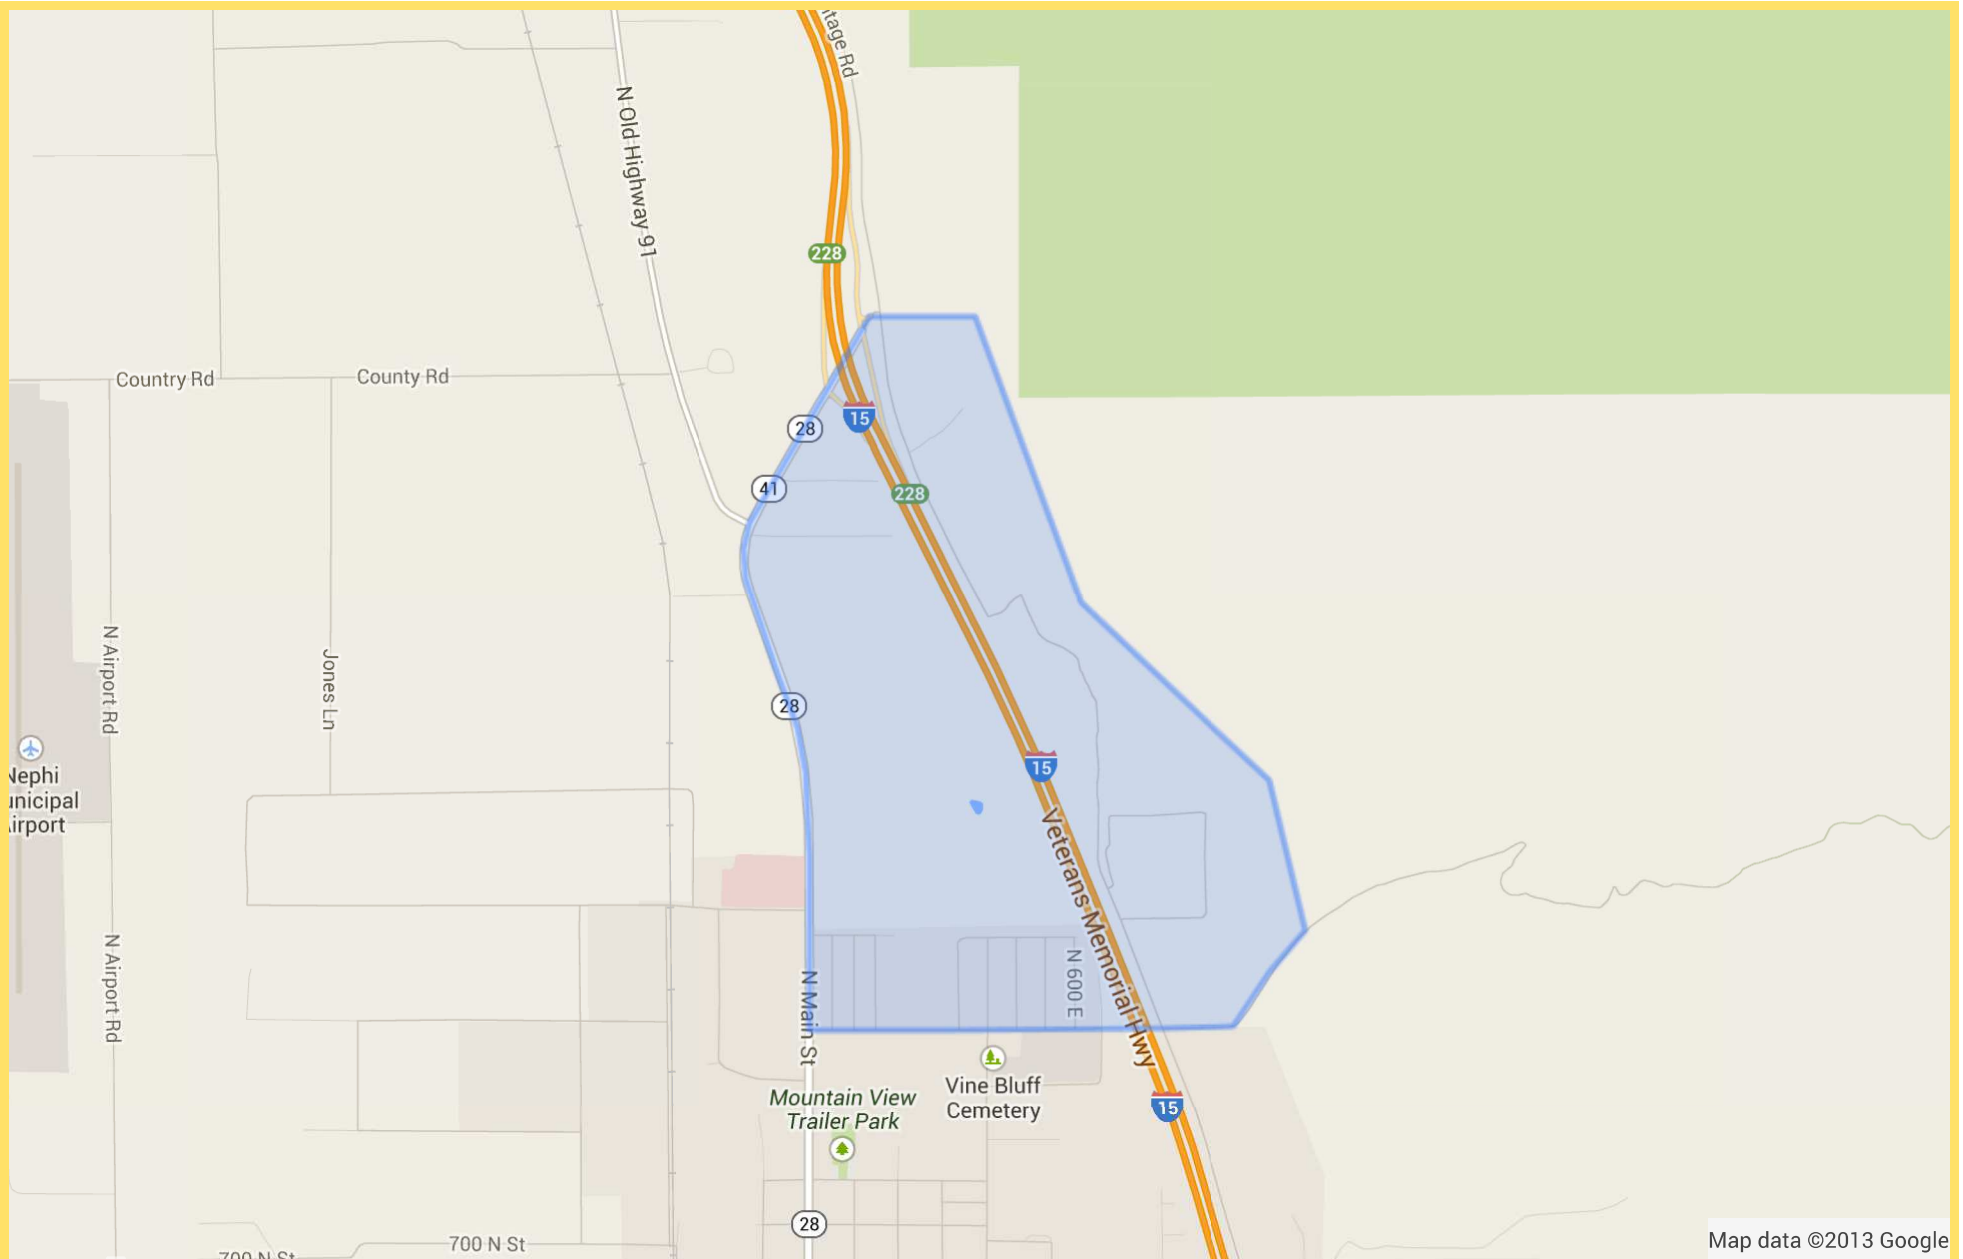 itage Rd
N Old Highway 91
228
Country Rd
County Rd
15
28
41
228
N Airport Rd
Jones Ln
28
15
Nephi
unicipal
Airport
Veterans Memorial Hwy
N Airport Rd
N Main St
N 600 E
Vine Bluff
Cemetery
Mountain View
Trailer Park
15
28
700 N St
700 N St
Map data ©2013 Google